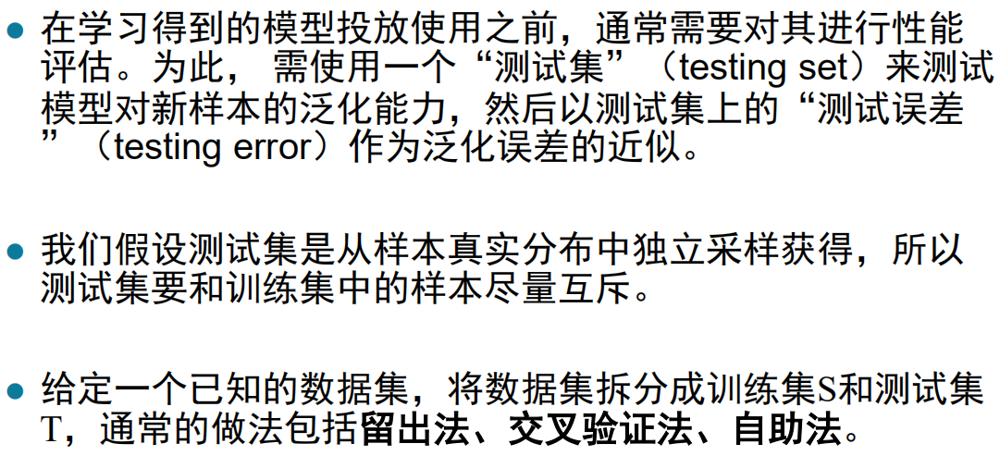 ● 在学习得到的模型投放使用之前，通常需要对其进行性能
评估。为此， 需使用一个“测试集”（testing set）来测试
模型对新样本的泛化能力，然后以测试集上的“测试误差
”（testing error）作为泛化误差的近似。
● 我们假设测试集是从样本真实分布中独立采样获得，所以
测试集要和训练集中的样本尽量互斥。
● 给定一个已知的数据集，将数据集拆分成训练集S和测试集
T，通常的做法包括留出法、交叉验证法、自助法。